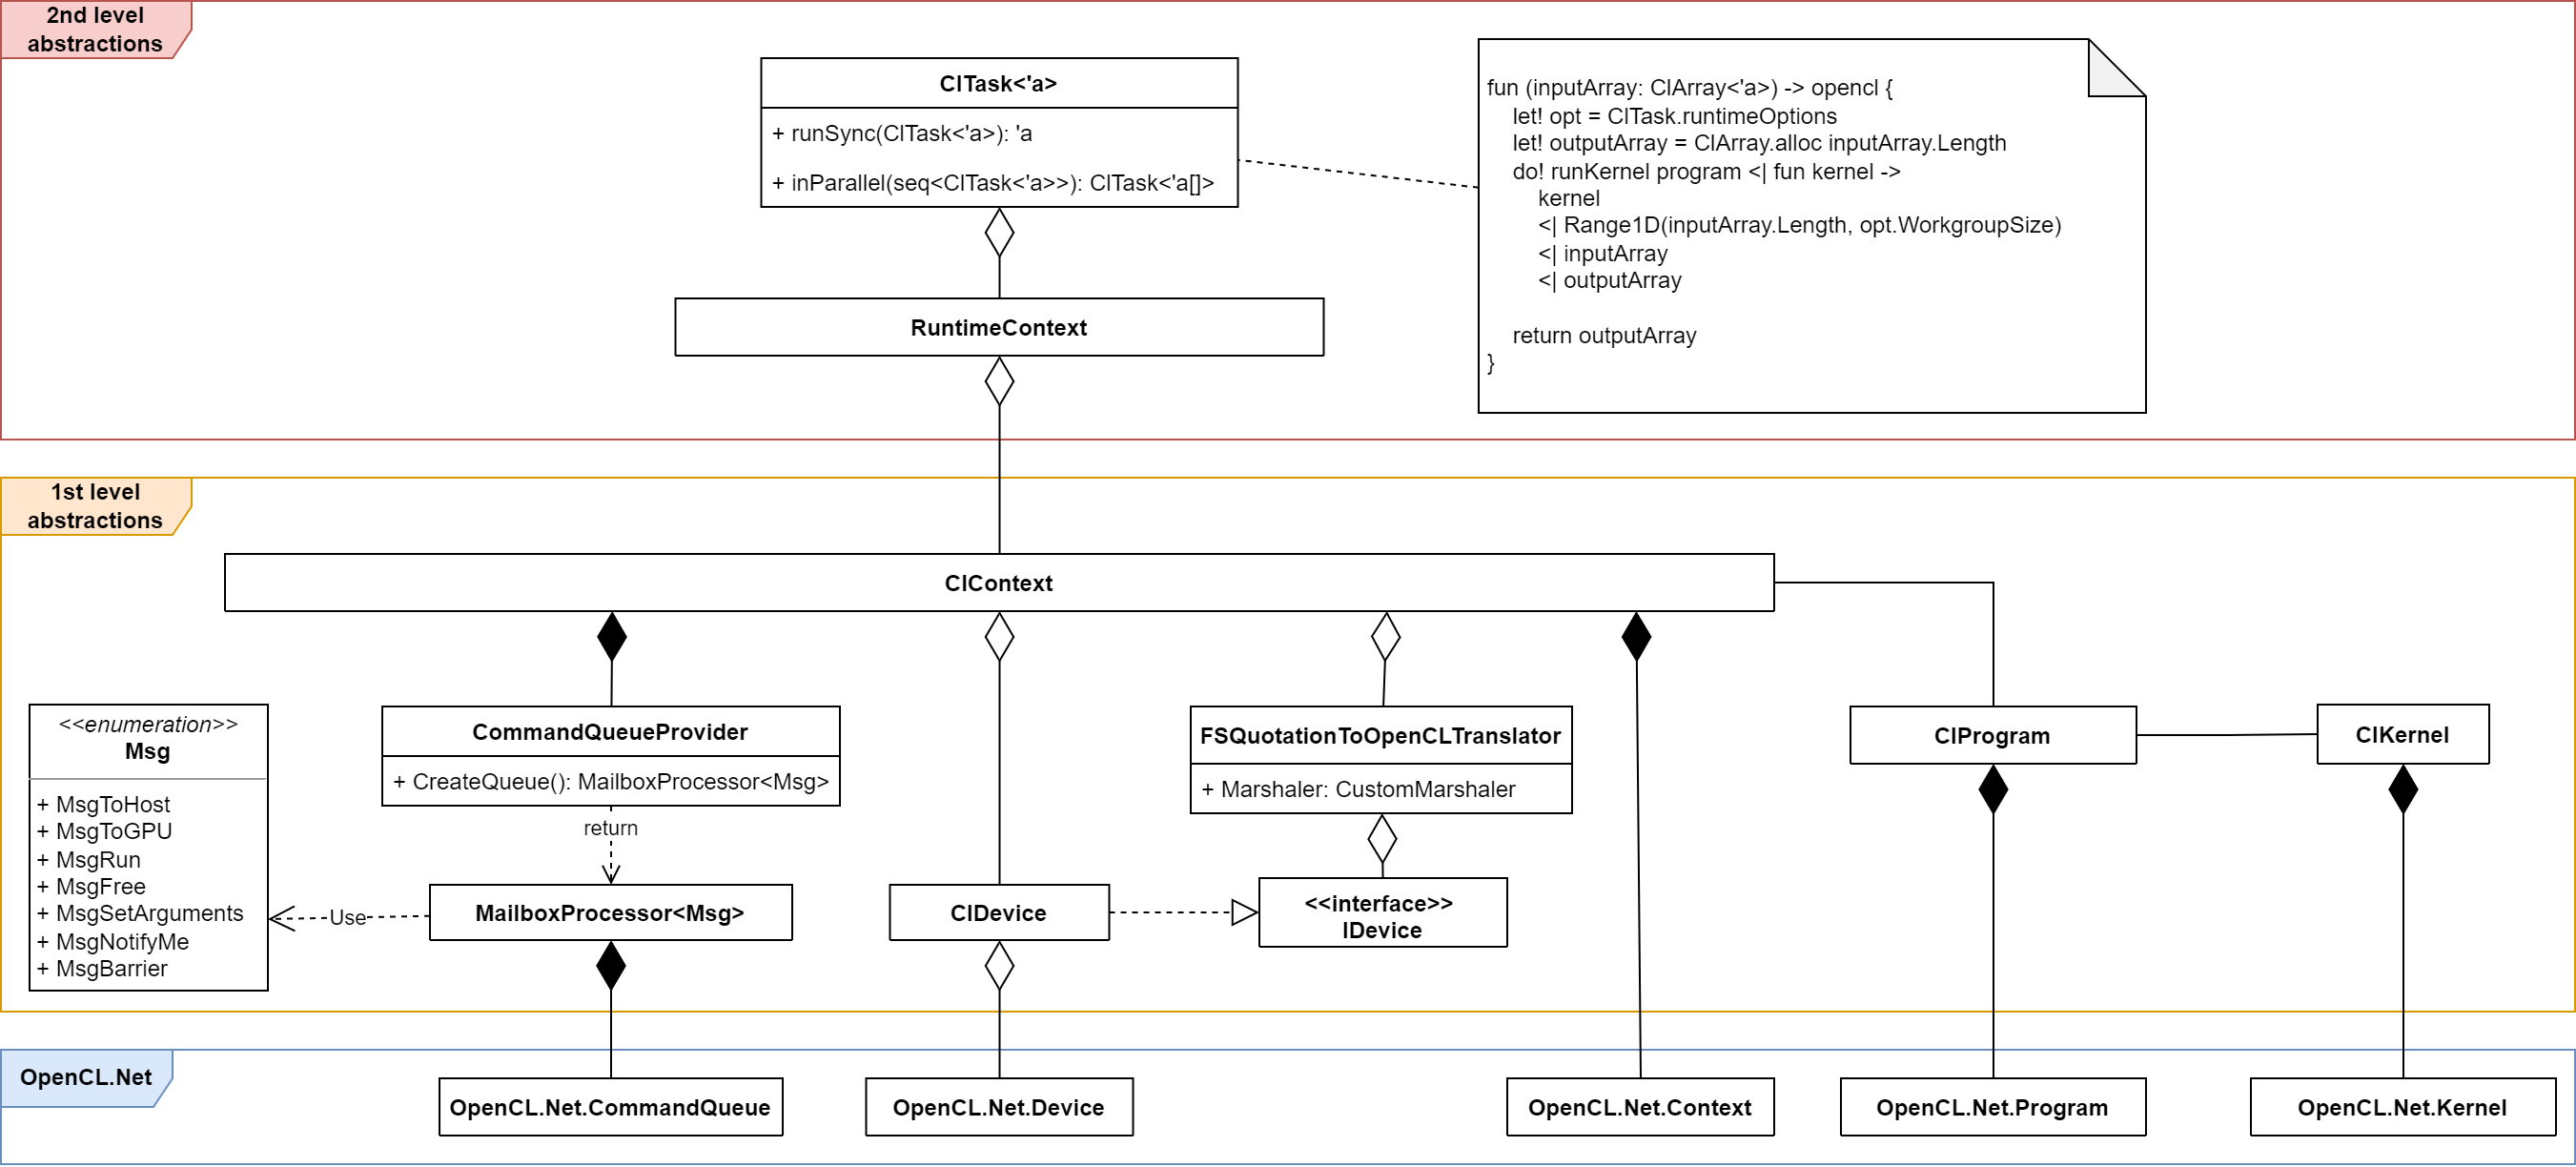 2nd level
abstractions
ClTask<'a>
+ runSync(ClTask<'a>): 'a
+ inParallel(seq<ClTask<'a>>): ClTask<'a[]>
fun (inputArray: ClArray<'a>) -> opencl {
let! opt = ClTask.runtimeOptions
let! outputArray = ClArray.alloc inputArray.Length
do! runKernel program <| fun kernel ->
kernel
<| Range1D(inputArray.Length, opt.WorkgroupSize)
<| inputArray
<| outputArray
return outputArray
}
RuntimeContext
1st level
abstractions
ClContext
<<enumeration>>
Msg
+ MsgToHost
+ MsgToGPU
+ MsgRun
+ MsgFree
+ MsgSetArguments
+ MsgNotifyMe
+ MsgBarrier
CommandQueueProvider
+ CreateQueue(): MailboxProcessor<Msg>
return
Use
MailboxProcessor<Msg>
ClDevice
FSQuotationToOpenCLTranslator
+ Marshaler: CustomMarshaler
<<interface>>
IDevice
ClProgram
ClKernel
OpenCL.Net
OpenCL.Net.CommandQueue
OpenCL.Net.Device
OpenCL.Net.Context
OpenCL.Net.Program
OpenCL.Net.Kernel